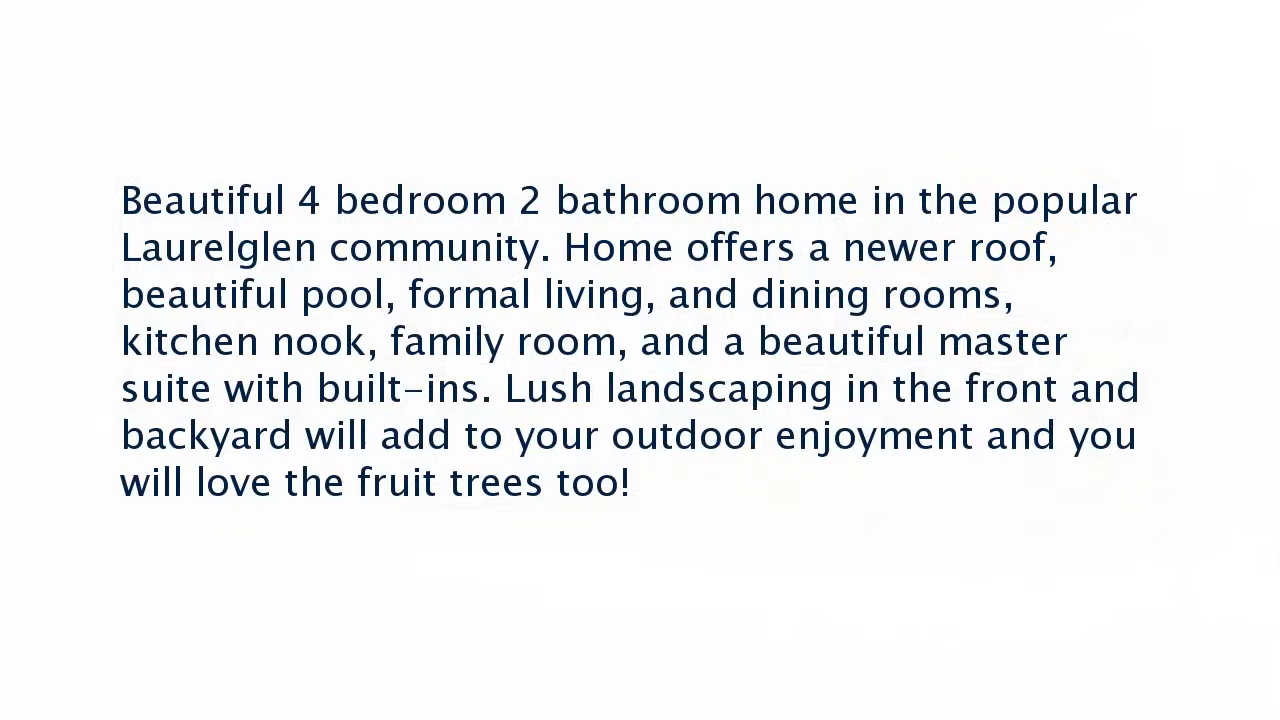 Beautiful 4 bedroom 2 bathroom home in the popular
Laurelglen community. Home offers a newer roof,
beautiful pool, formal living, and dining rooms,
kitchen nook, family room, and a beautiful master
suite with built-ins. Lush landscaping in the front and
backyard will add to your outdoor enjoyment and you
will love the fruit trees too!